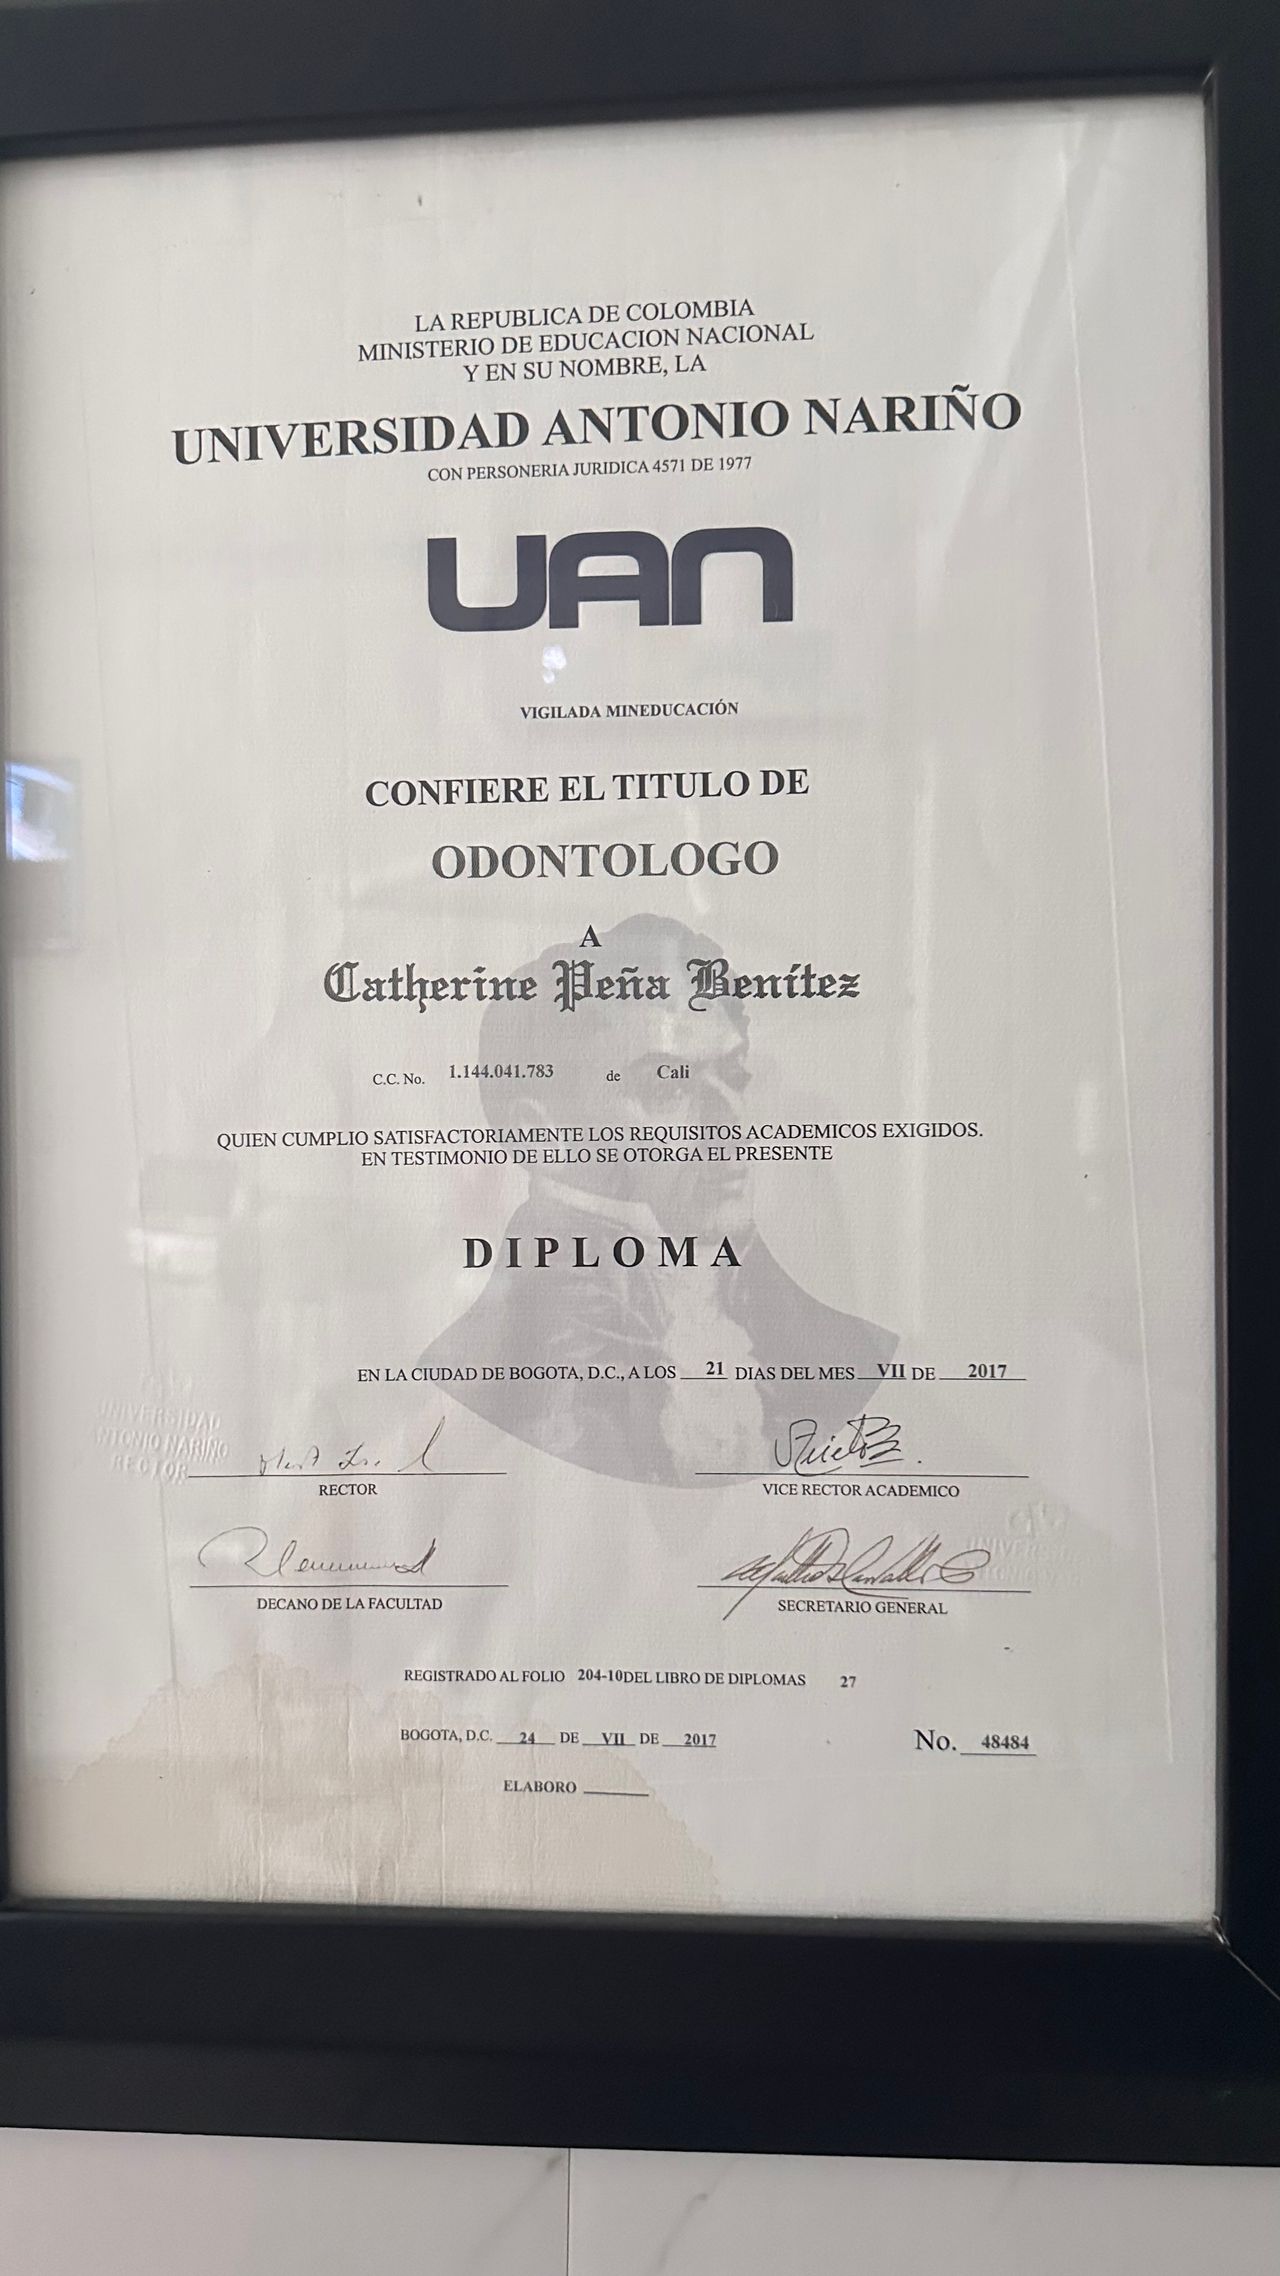 LA REPUBLICA DE COLOMBIA
MINISTERIO DE EDUCACION NACIONAL
Y EN SU NOMBRE, LA
UNIVERSIDAD ANTONIO NARIÑO
CON PERSONERIA JURIDICA 4571 DE 1977
UAN
VIGILADA MINEDUCACIÓN
CONFIERE EL TITULO DE
ODONTOLOGO
A
Catherine Peña Benítez
C.C. No. 1.144.041.783 de Cali
QUIEN CUMPLIO SATISFACTORIAMENTE LOS REQUISITOS ACADEMICOS EXIGIDOS.
EN TESTIMONIO DE ELLO SE OTORGA EL PRESENTE
DIPLOMA
EN LA CIUDAD DE BOGOTA, D.C., A LOS 21 DIAS DEL MES VII DE 2017
UNIVERSIDAD
ANTONIO NARIÑO
RECTOR
RECTOR
VICE RECTOR ACADEMICO
DECANO DE LA FACULTAD
SECRETARIO GENERAL
REGISTRADO AL FOLIO 204-10DEL LIBRO DE DIPLOMAS 27
BOGOTA, D.C. 24 DE VII DE 2017
No. 48484
ELABORO